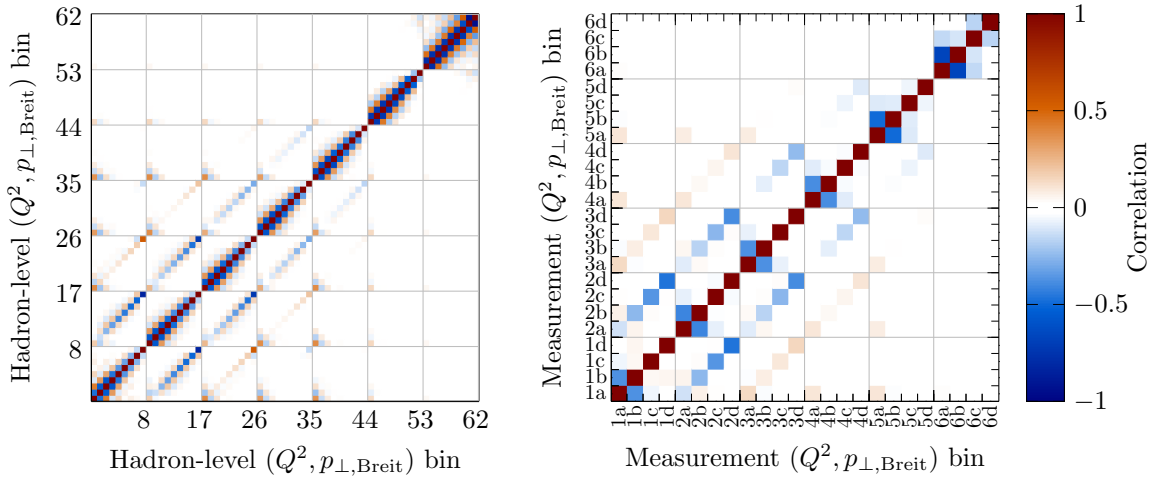 62
53
44
35
26
17
8
8 17 26 35 44 53 62
Hadron-level (Q², p⊥,Breit) bin
Hadron-level (Q², p⊥,Breit) bin
6d
6c
6b
6a
5d
5c
5b
5a
4d
4c
4b
4a
3d
3c
3b
3a
2d
2c
2b
2a
1d
1c
1b
1a
1a 1b 1c 1d 2a 2b 2c 2d 3a 3b 3c 3d 4a 4b 4c 4d 5a 5b 5c 5d 6a 6b 6c 6d
Measurement (Q², p⊥,Breit) bin
Measurement (Q², p⊥,Breit) bin
1
0.5
0
−0.5
−1
Correlation